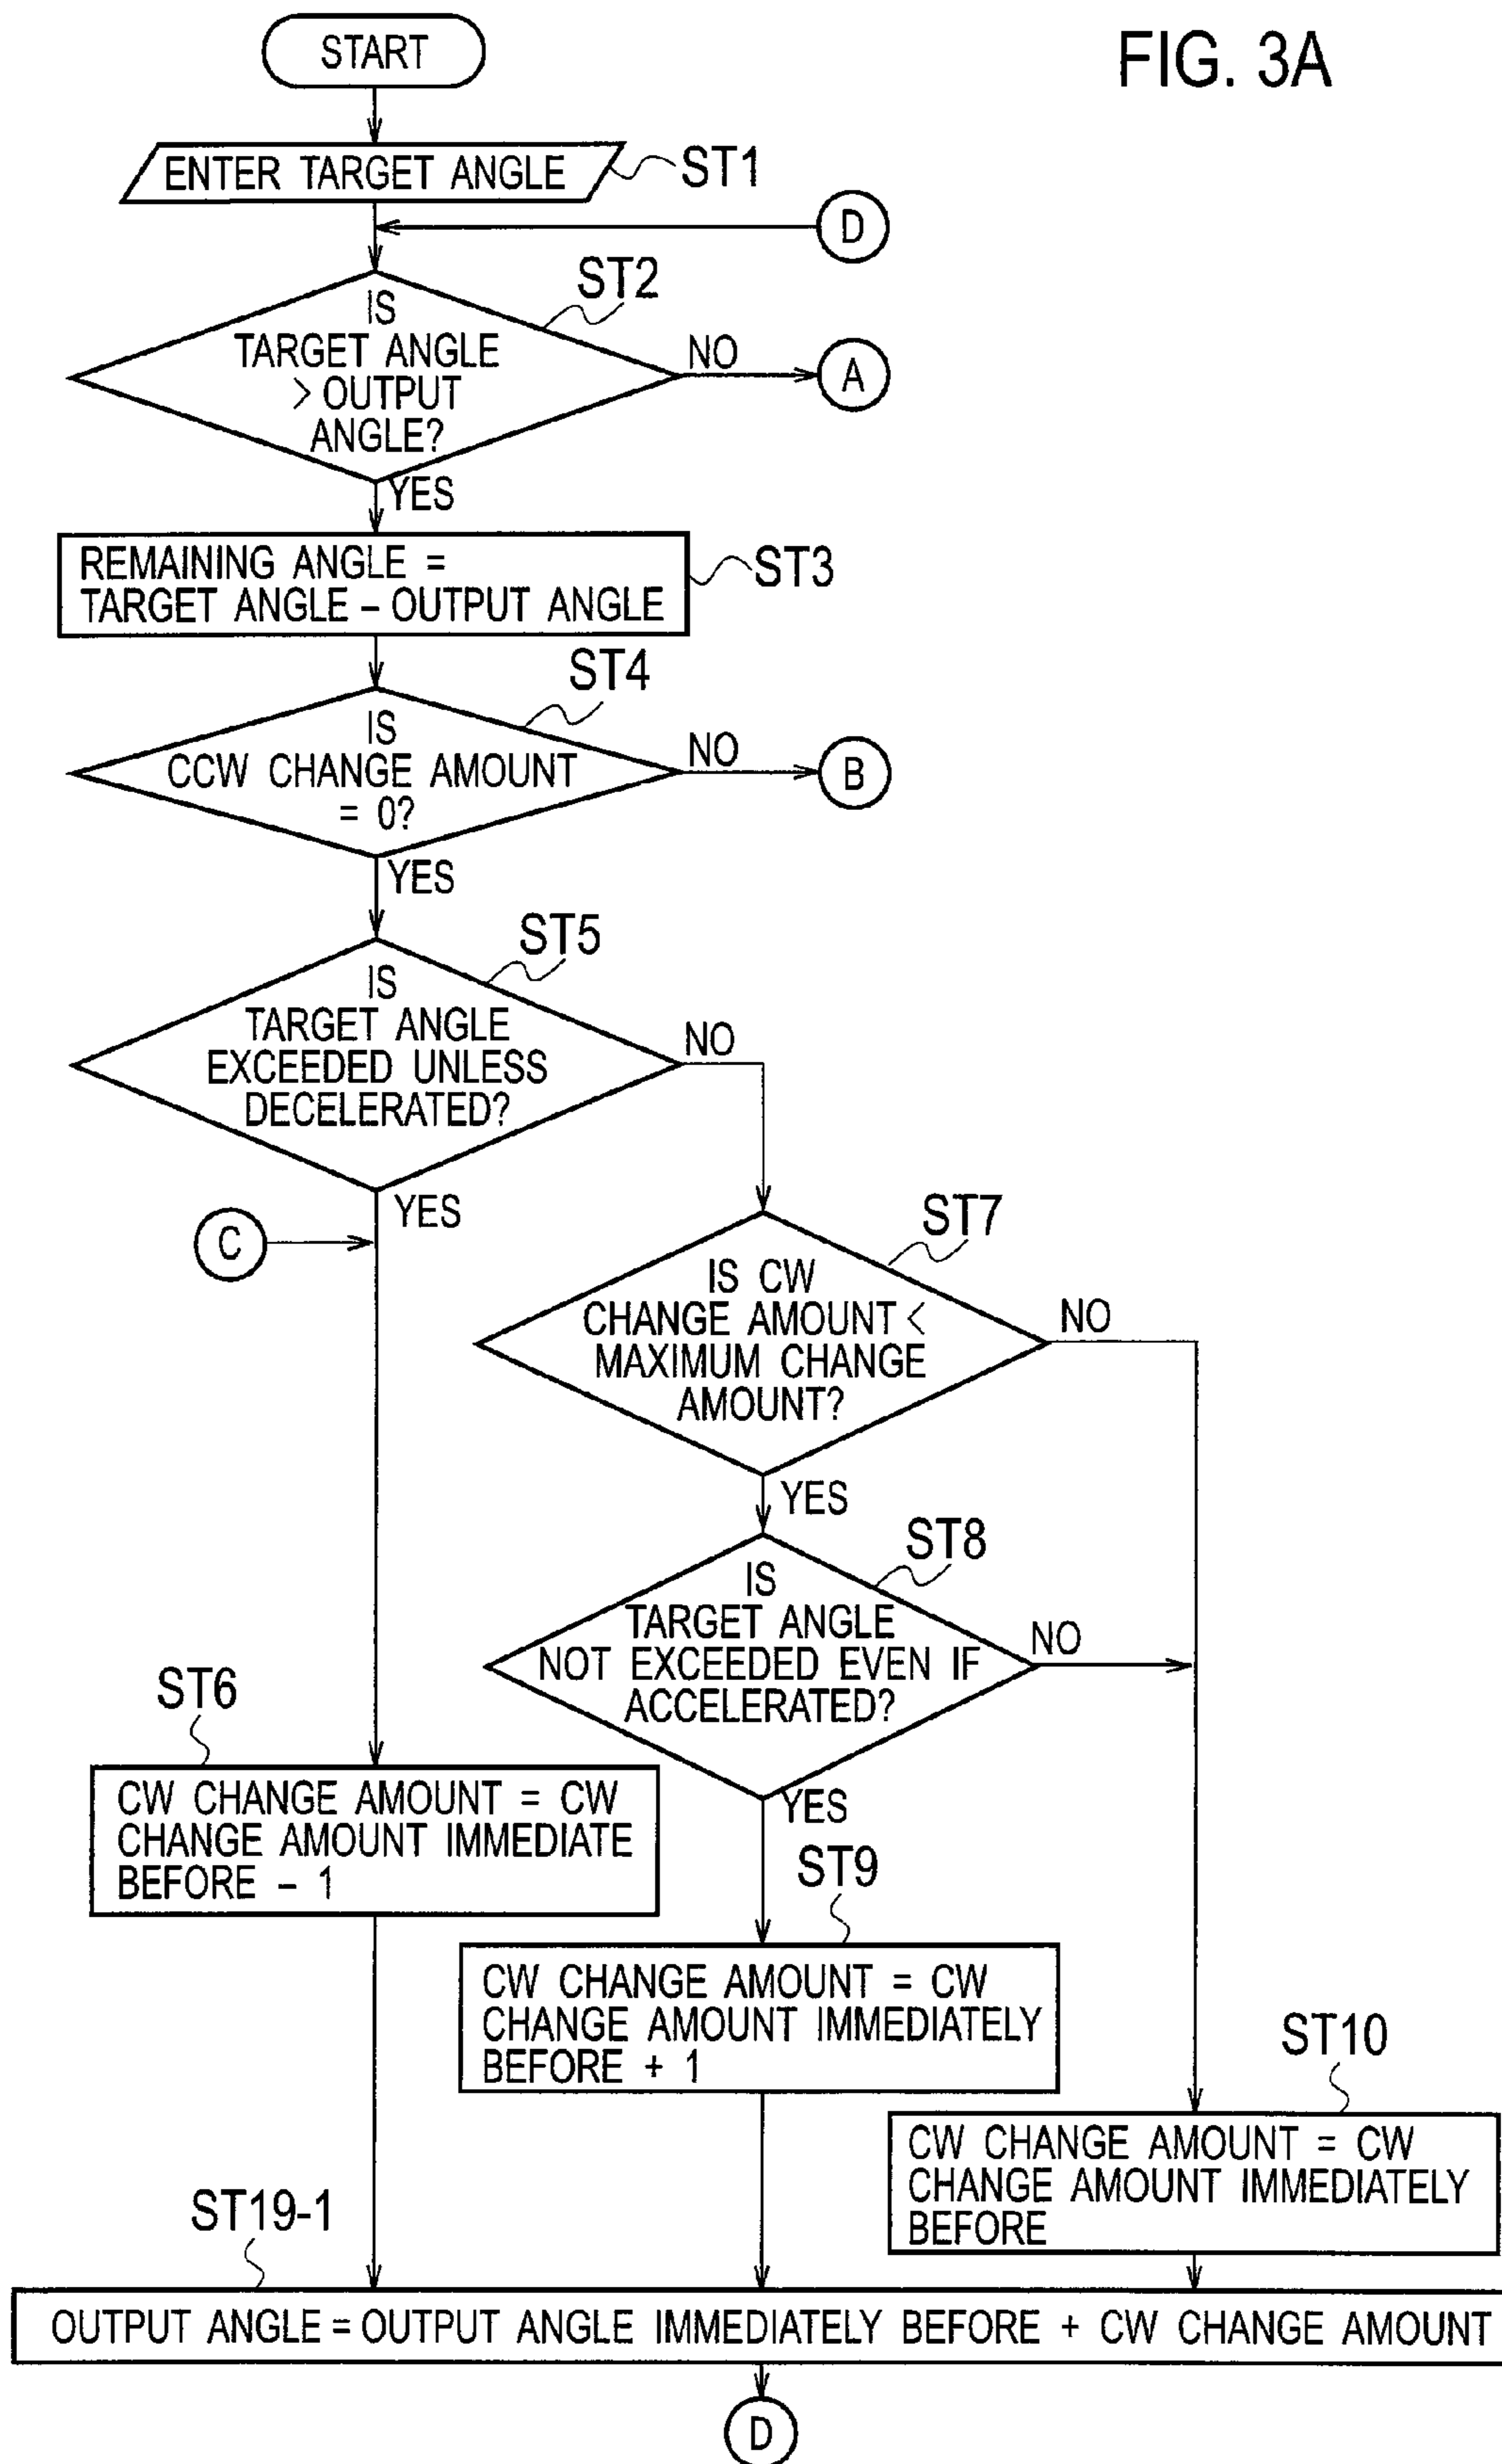 FIG. 3A
START
ENTER TARGET ANGLE
ST1
D
ST2
IS
TARGET ANGLE
> OUTPUT
ANGLE?
NO
A
YES
REMAINING ANGLE =
TARGET ANGLE – OUTPUT ANGLE
ST3
ST4
IS
CCW CHANGE AMOUNT
= 0?
NO
B
YES
ST5
IS
TARGET ANGLE
EXCEEDED UNLESS
DECELERATED?
NO
YES
C
ST7
IS CW
CHANGE AMOUNT <
MAXIMUM CHANGE
AMOUNT?
NO
YES
ST8
IS
TARGET ANGLE
NOT EXCEEDED EVEN IF
ACCELERATED?
NO
YES
ST6
CW CHANGE AMOUNT = CW
CHANGE AMOUNT IMMEDIATE
BEFORE – 1
ST9
CW CHANGE AMOUNT = CW
CHANGE AMOUNT IMMEDIATELY
BEFORE + 1
ST10
CW CHANGE AMOUNT = CW
CHANGE AMOUNT IMMEDIATELY
BEFORE
ST19-1
OUTPUT ANGLE = OUTPUT ANGLE IMMEDIATELY BEFORE + CW CHANGE AMOUNT
D